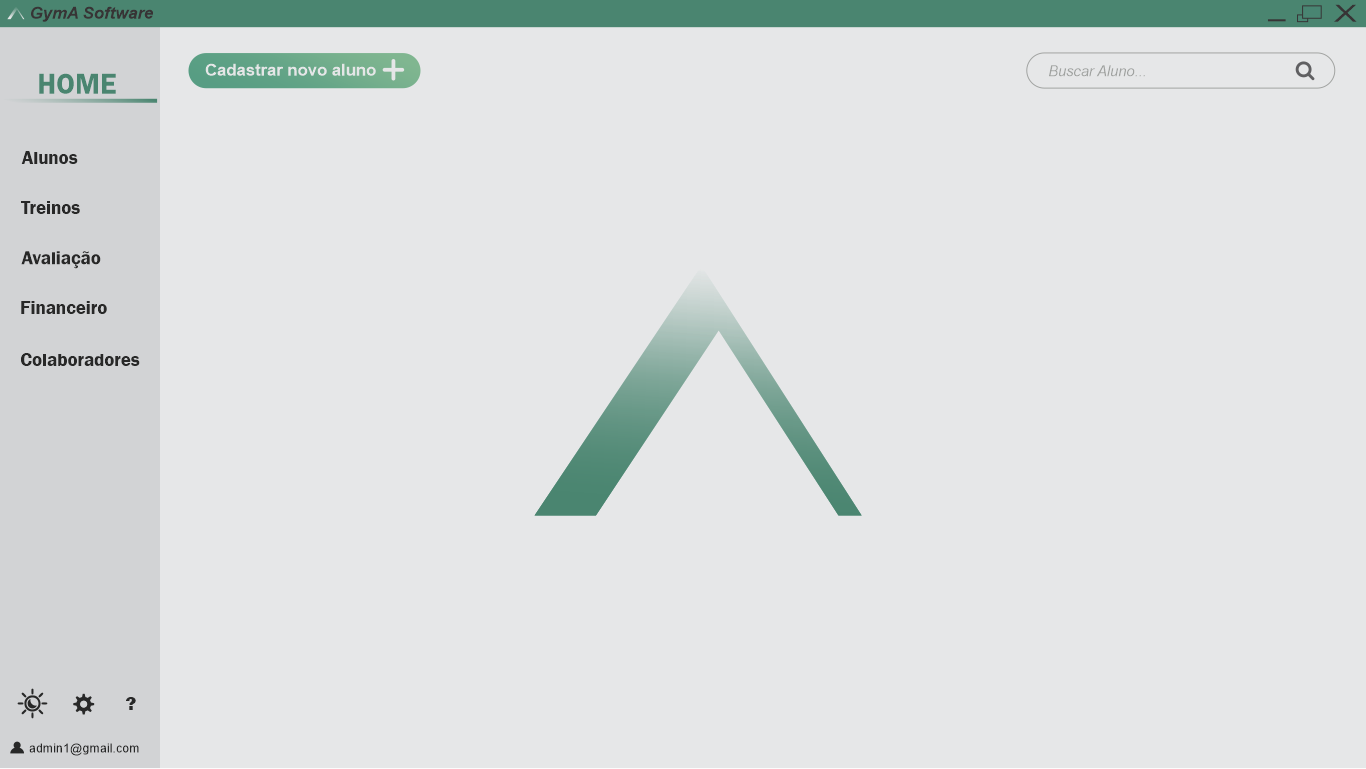 GymA Software
HOME
Cadastrar novo aluno
Buscar Aluno...
Alunos
Treinos
Avaliação
Financeiro
Colaboradores
?
admin1@gmail.com